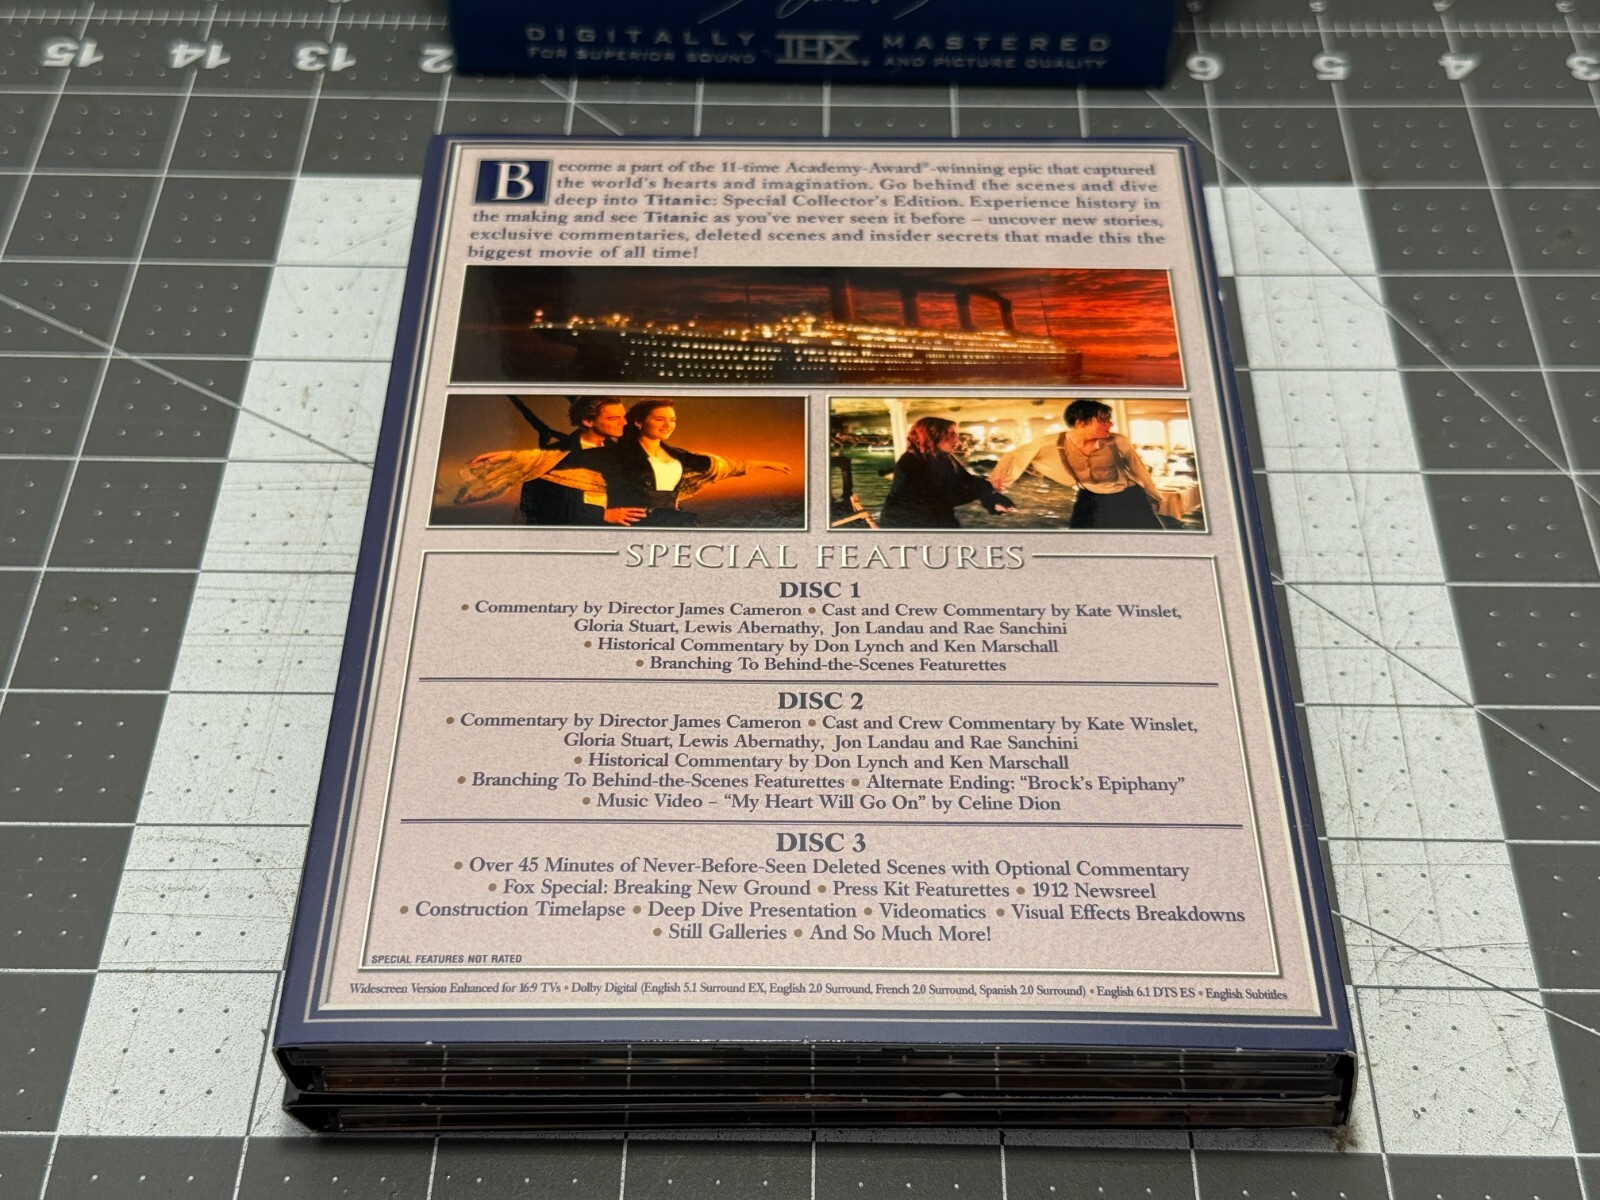 15 14 13 2 6 5 4 3
DIGITALLY THX MASTERED
FOR SUPERIOR SOUND AND PICTURE QUALITY
Become a part of the 11-time Academy-Award®-winning epic that captured
the world's hearts and imagination. Go behind the scenes and dive
deep into Titanic: Special Collector's Edition. Experience history in
the making and see Titanic as you've never seen it before – uncover new stories,
exclusive commentaries, deleted scenes and insider secrets that made this the
biggest movie of all time!
SPECIAL FEATURES
DISC 1
• Commentary by Director James Cameron • Cast and Crew Commentary by Kate Winslet,
Gloria Stuart, Lewis Abernathy, Jon Landau and Rae Sanchini
• Historical Commentary by Don Lynch and Ken Marschall
• Branching To Behind-the-Scenes Featurettes
DISC 2
• Commentary by Director James Cameron • Cast and Crew Commentary by Kate Winslet,
Gloria Stuart, Lewis Abernathy, Jon Landau and Rae Sanchini
• Historical Commentary by Don Lynch and Ken Marschall
• Branching To Behind-the-Scenes Featurettes • Alternate Ending: “Brock's Epiphany”
• Music Video – “My Heart Will Go On” by Celine Dion
DISC 3
• Over 45 Minutes of Never-Before-Seen Deleted Scenes with Optional Commentary
• Fox Special: Breaking New Ground • Press Kit Featurettes • 1912 Newsreel
• Construction Timelapse • Deep Dive Presentation • Videomatics • Visual Effects Breakdowns
• Still Galleries • And So Much More!
SPECIAL FEATURES NOT RATED
Widescreen Version Enhanced for 16:9 TVs • Dolby Digital (English 5.1 Surround EX, English 2.0 Surround, French 2.0 Surround, Spanish 2.0 Surround) • English 6.1 DTS ES • English Subtitles